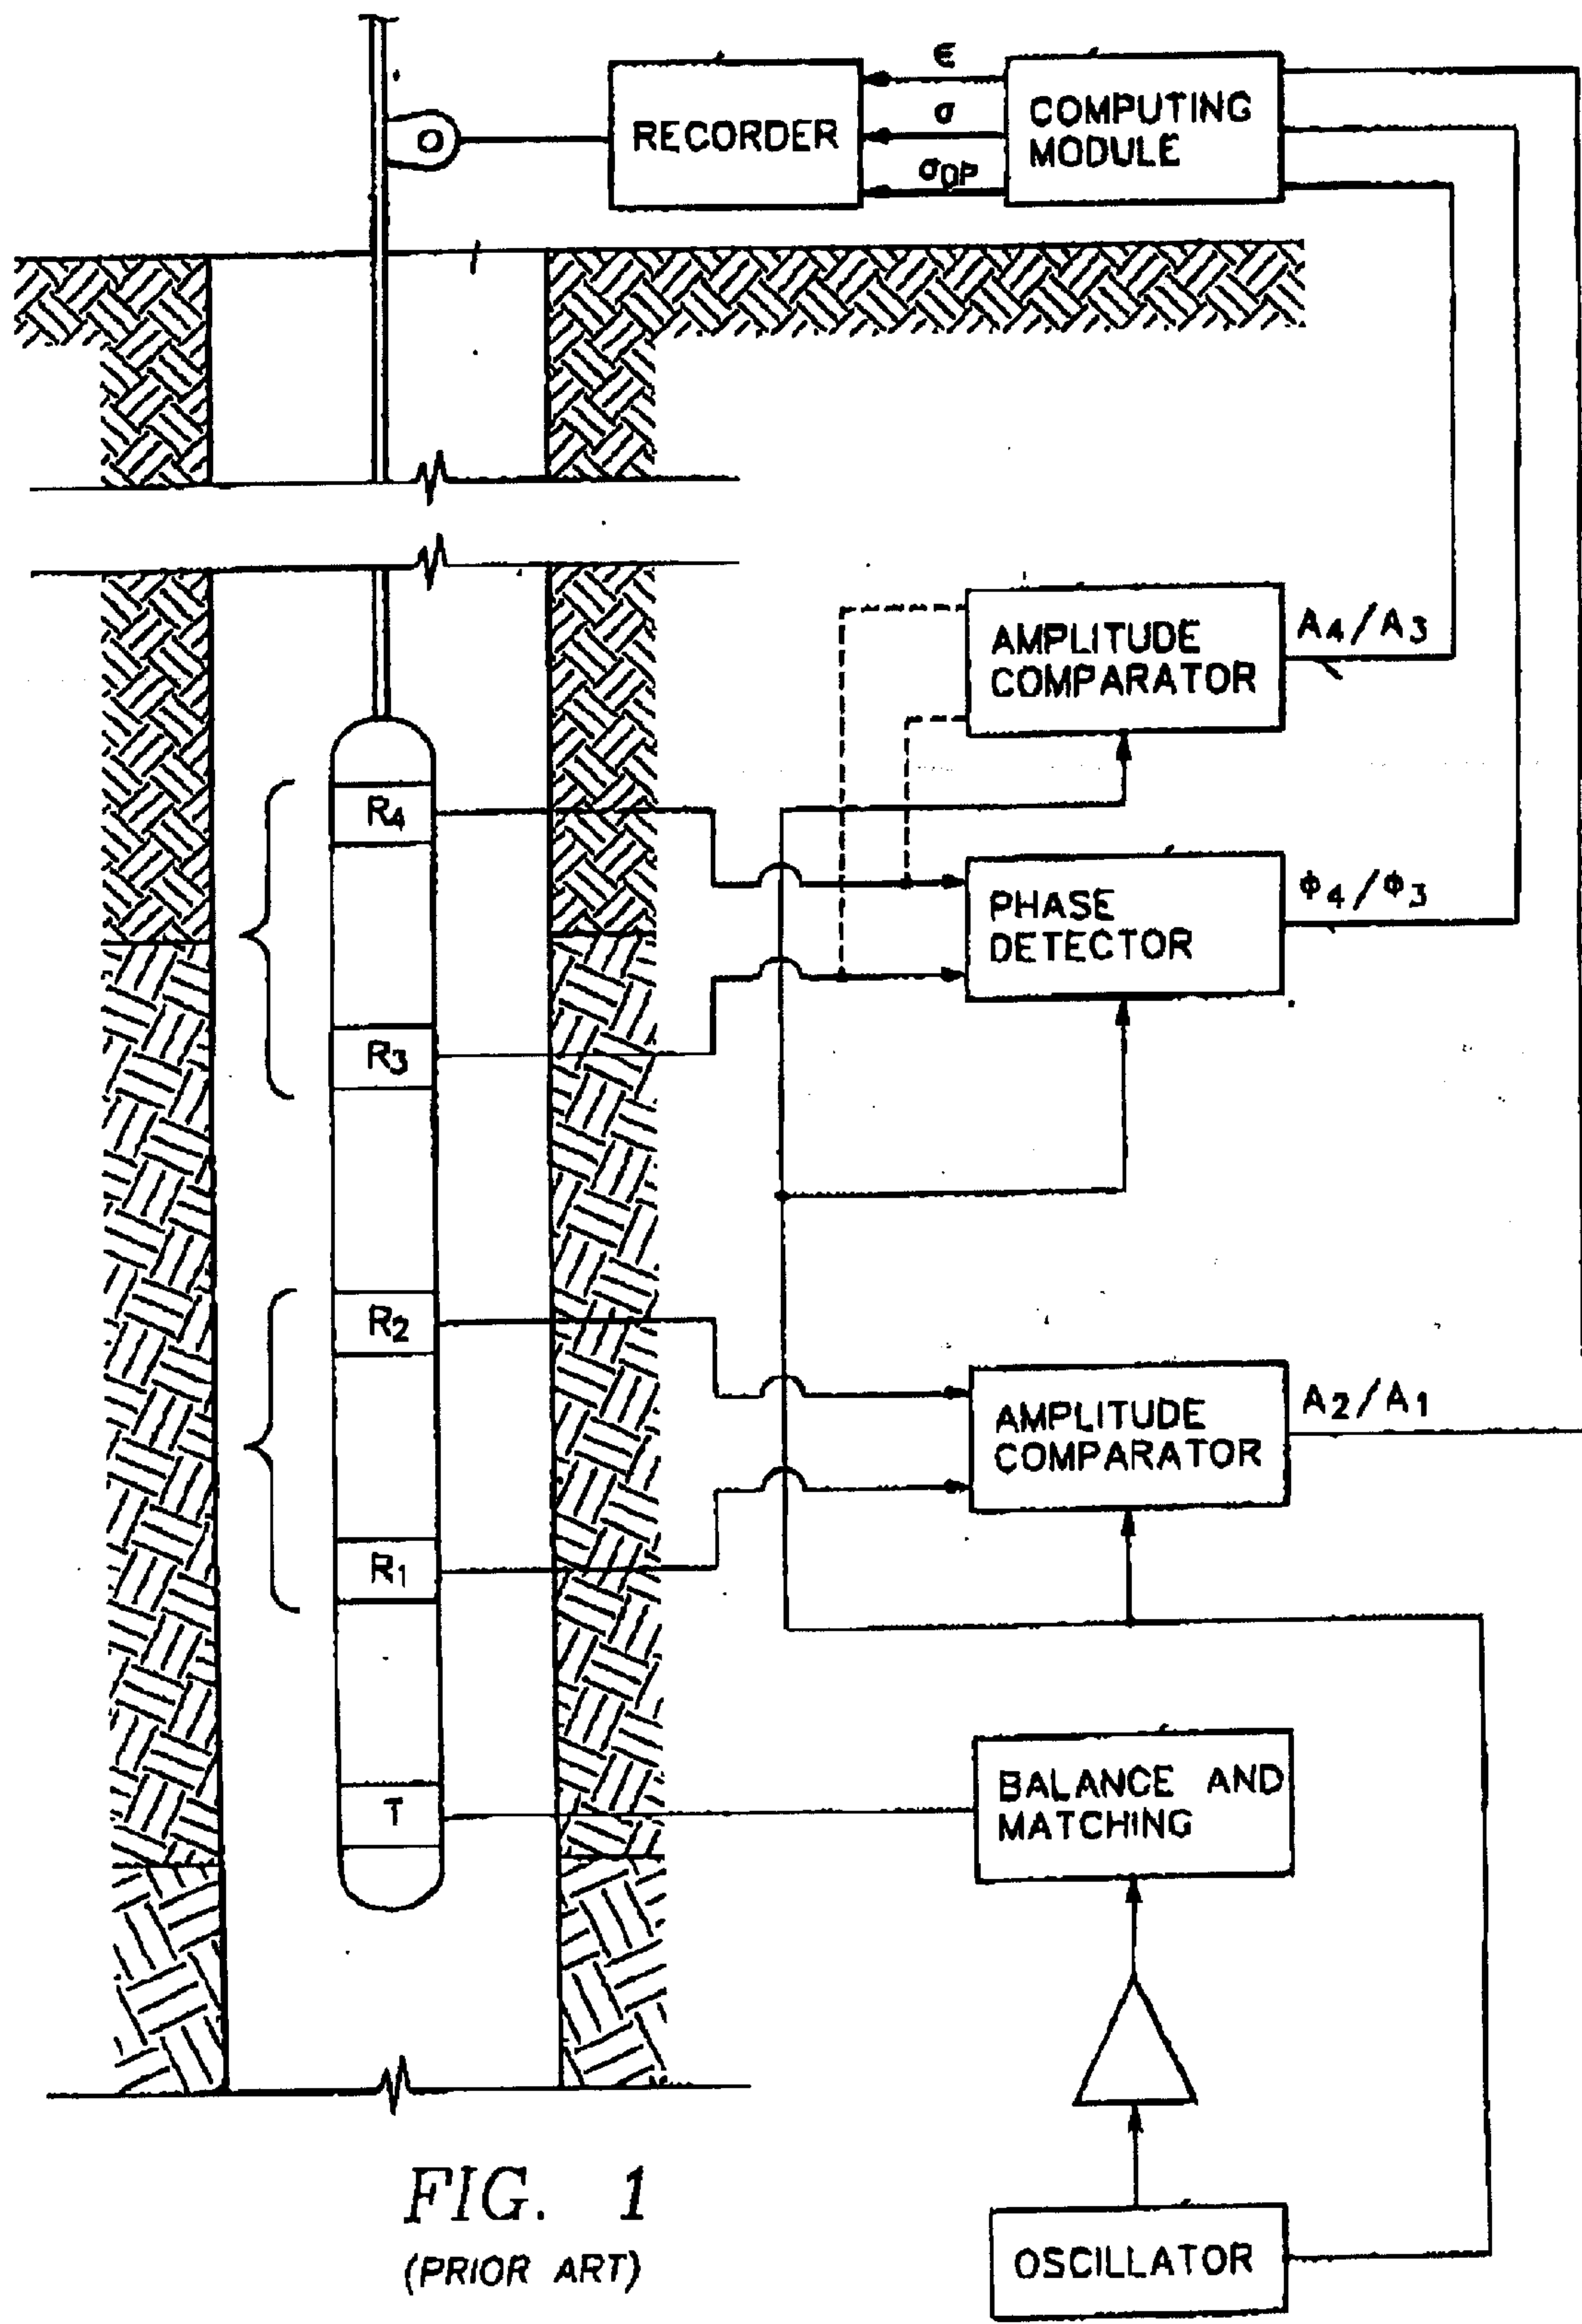 ϵ
RECORDER
σ
COMPUTING
MODULE
σDP
AMPLITUDE
COMPARATOR
A4/A3
R4
PHASE
DETECTOR
ϕ4/ϕ3
R3
R2
AMPLITUDE
COMPARATOR
A2/A1
R1
BALANCE AND
MATCHING
T
FIG. 1
(PRIOR ART)
OSCILLATOR